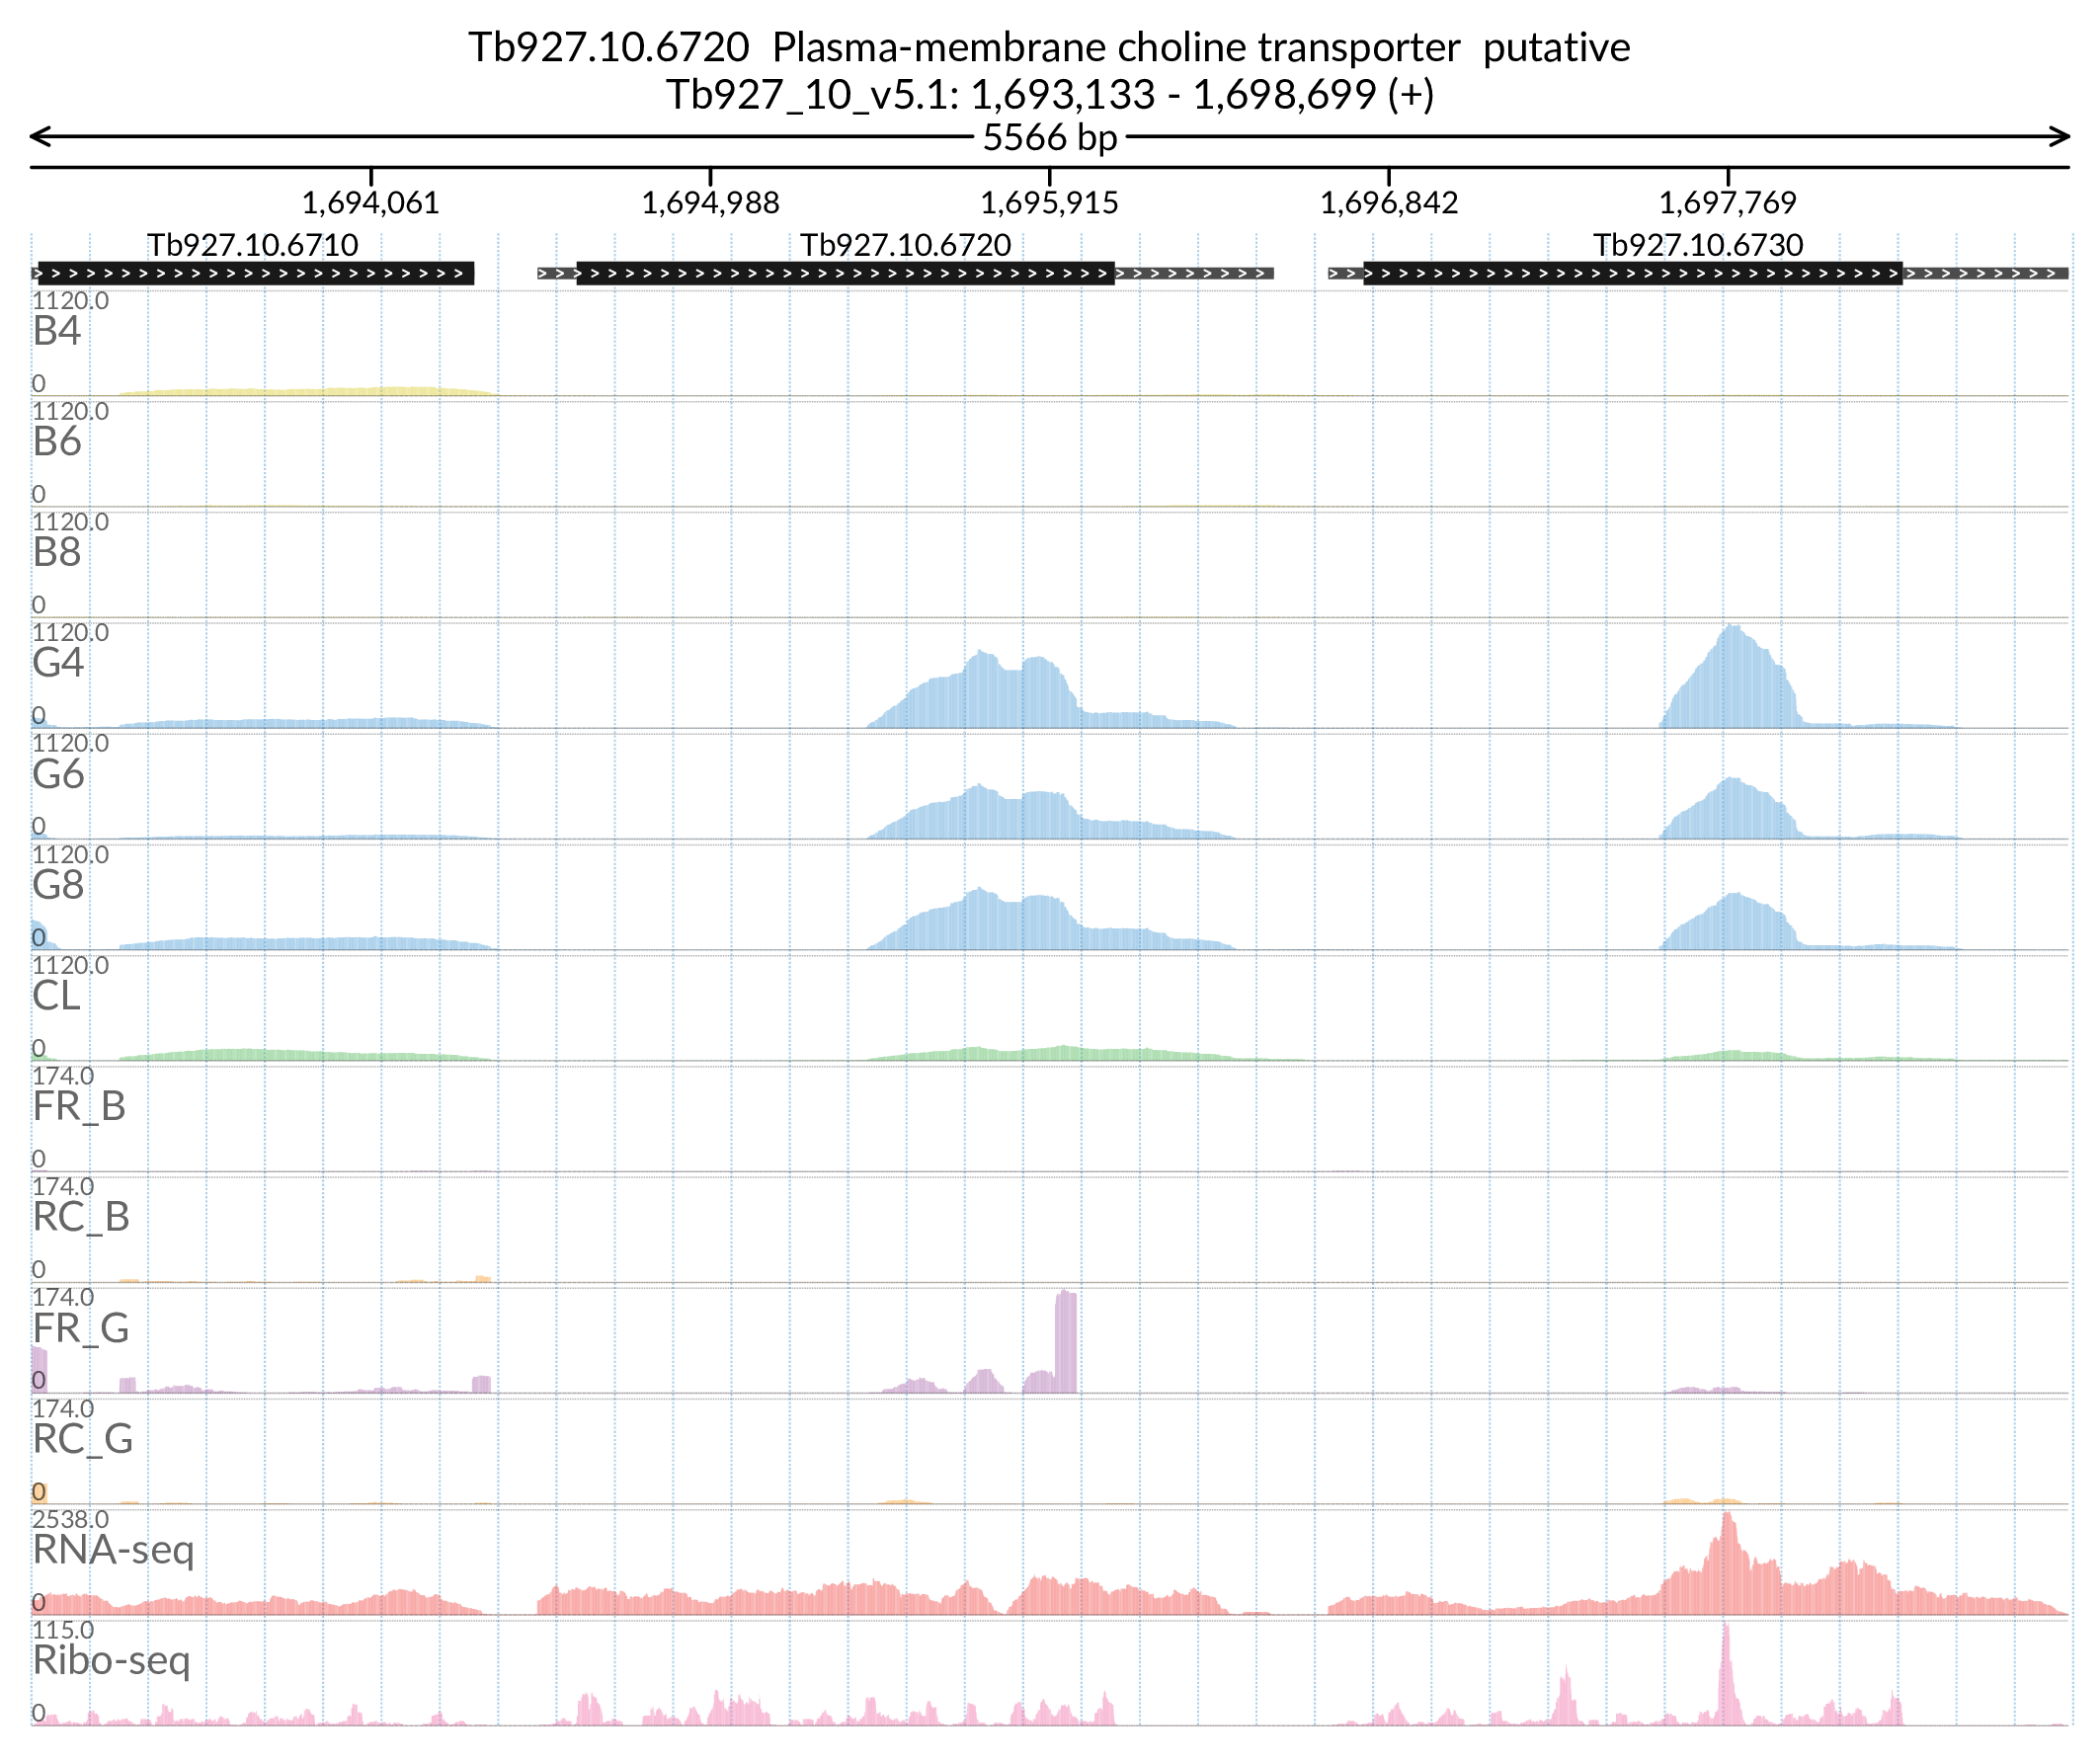 Tb927.10.6720  Plasma-membrane choline transporter  putative
Tb927_10_v5.1: 1,693,133 - 1,698,699 (+)
5566 bp
1,694,061 1,694,988 1,695,915 1,696,842 1,697,769
Tb927.10.6710 Tb927.10.6720 Tb927.10.6730
1120.0
B4
0
1120.0
B6
0
1120.0
B8
0
1120.0
G4
0
1120.0
G6
0
1120.0
G8
0
1120.0
CL
0
174.0
FR_B
0
174.0
RC_B
0
174.0
FR_G
0
174.0
RC_G
0
2538.0
RNA-seq
0
115.0
Ribo-seq
0